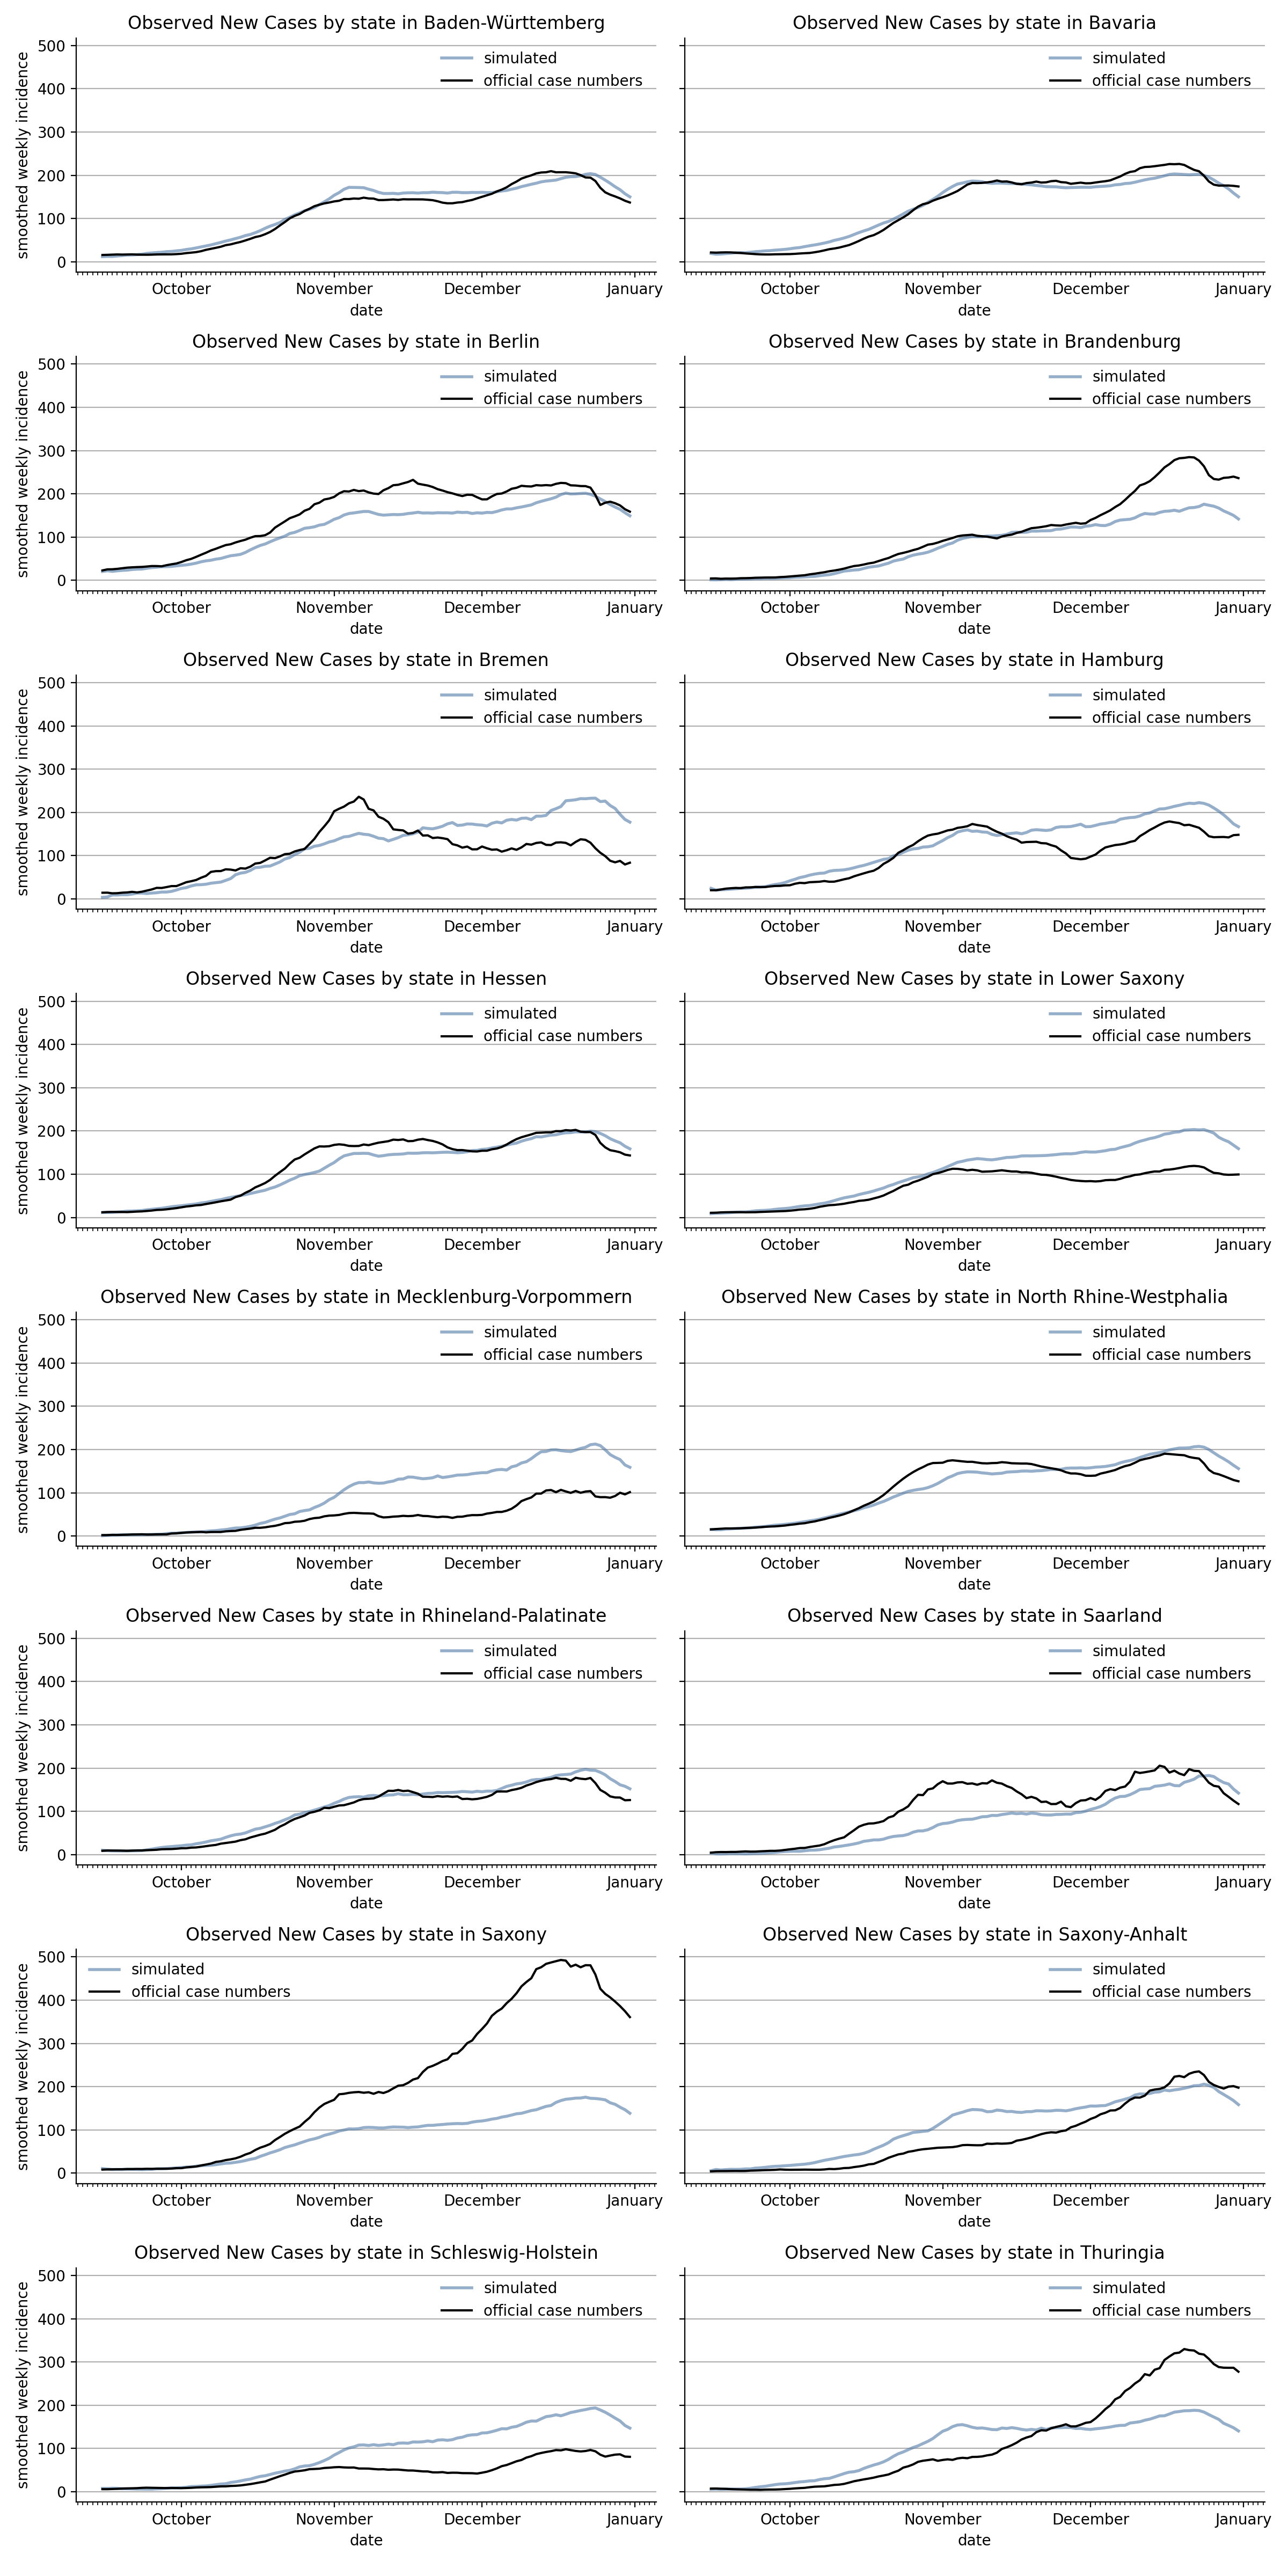 Observed New Cases by state in Baden-Württemberg
smoothed weekly incidence
500
400
300
200
100
0
simulated
official case numbers
October
November
December
January
date
Observed New Cases by state in Bavaria
simulated
official case numbers
October
November
December
January
date
Observed New Cases by state in Berlin
smoothed weekly incidence
500
400
300
200
100
0
simulated
official case numbers
October
November
December
January
date
Observed New Cases by state in Brandenburg
simulated
official case numbers
October
November
December
January
date
Observed New Cases by state in Bremen
smoothed weekly incidence
500
400
300
200
100
0
simulated
official case numbers
October
November
December
January
date
Observed New Cases by state in Hamburg
simulated
official case numbers
October
November
December
January
date
Observed New Cases by state in Hessen
smoothed weekly incidence
500
400
300
200
100
0
simulated
official case numbers
October
November
December
January
date
Observed New Cases by state in Lower Saxony
simulated
official case numbers
October
November
December
January
date
Observed New Cases by state in Mecklenburg-Vorpommern
smoothed weekly incidence
500
400
300
200
100
0
simulated
official case numbers
October
November
December
January
date
Observed New Cases by state in North Rhine-Westphalia
simulated
official case numbers
October
November
December
January
date
Observed New Cases by state in Rhineland-Palatinate
smoothed weekly incidence
500
400
300
200
100
0
simulated
official case numbers
October
November
December
January
date
Observed New Cases by state in Saarland
simulated
official case numbers
October
November
December
January
date
Observed New Cases by state in Saxony
smoothed weekly incidence
500
400
300
200
100
0
simulated
official case numbers
October
November
December
January
date
Observed New Cases by state in Saxony-Anhalt
simulated
official case numbers
October
November
December
January
date
Observed New Cases by state in Schleswig-Holstein
smoothed weekly incidence
500
400
300
200
100
0
simulated
official case numbers
October
November
December
January
date
Observed New Cases by state in Thuringia
simulated
official case numbers
October
November
December
January
date